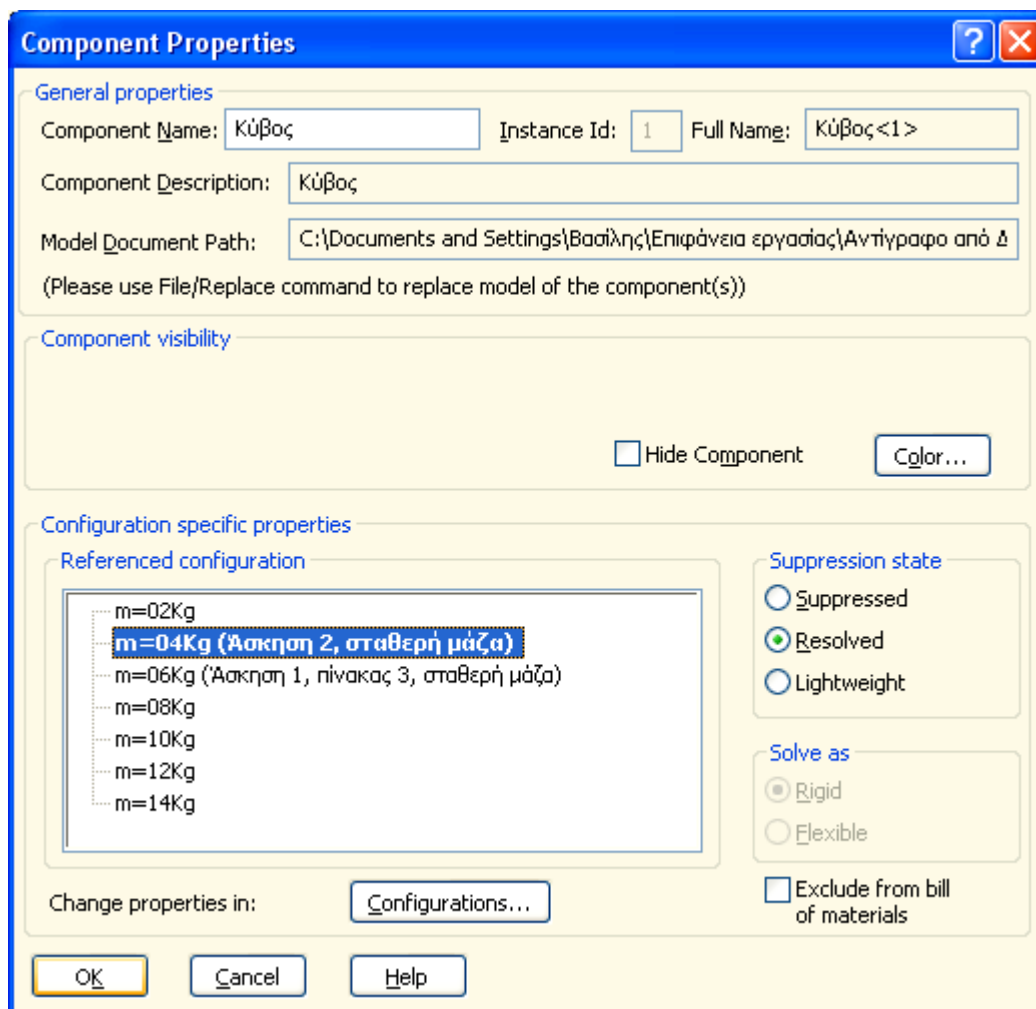 Component Properties
General properties
Component Name: Κύβος Instance Id: 1 Full Name: Κύβος<1>
Component Description: Κύβος
Model Document Path: C:\Documents and Settings\Βασίλης\Επιφάνεια εργασίας\Αντίγραφο από Δ
(Please use File/Replace command to replace model of the component(s))
Component visibility
Hide Component Color...
Configuration specific properties
Referenced configuration
m=02Kg
m=04Kg (Άσκηση 2, σταθερή μάζα)
m=06Kg (Άσκηση 1, πίνακας 3, σταθερή μάζα)
m=08Kg
m=10Kg
m=12Kg
m=14Kg
Suppression state
Suppressed
Resolved
Lightweight
Solve as
Rigid
Flexible
Change properties in: Configurations...
Exclude from bill
of materials
OK Cancel Help